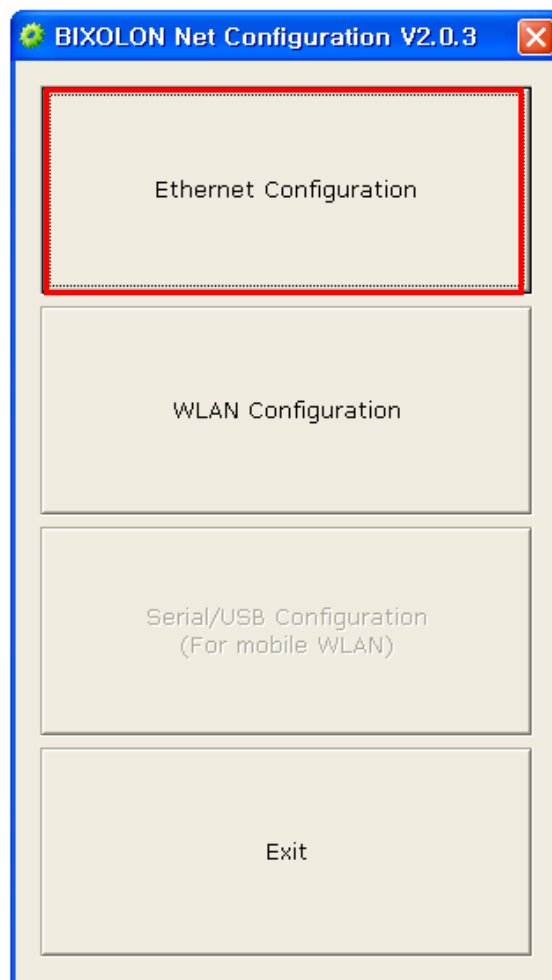 BIXOLON Net Configuration V2.0.3
Ethernet Configuration
WLAN Configuration
Serial/USB Configuration
(For mobile WLAN)
Exit